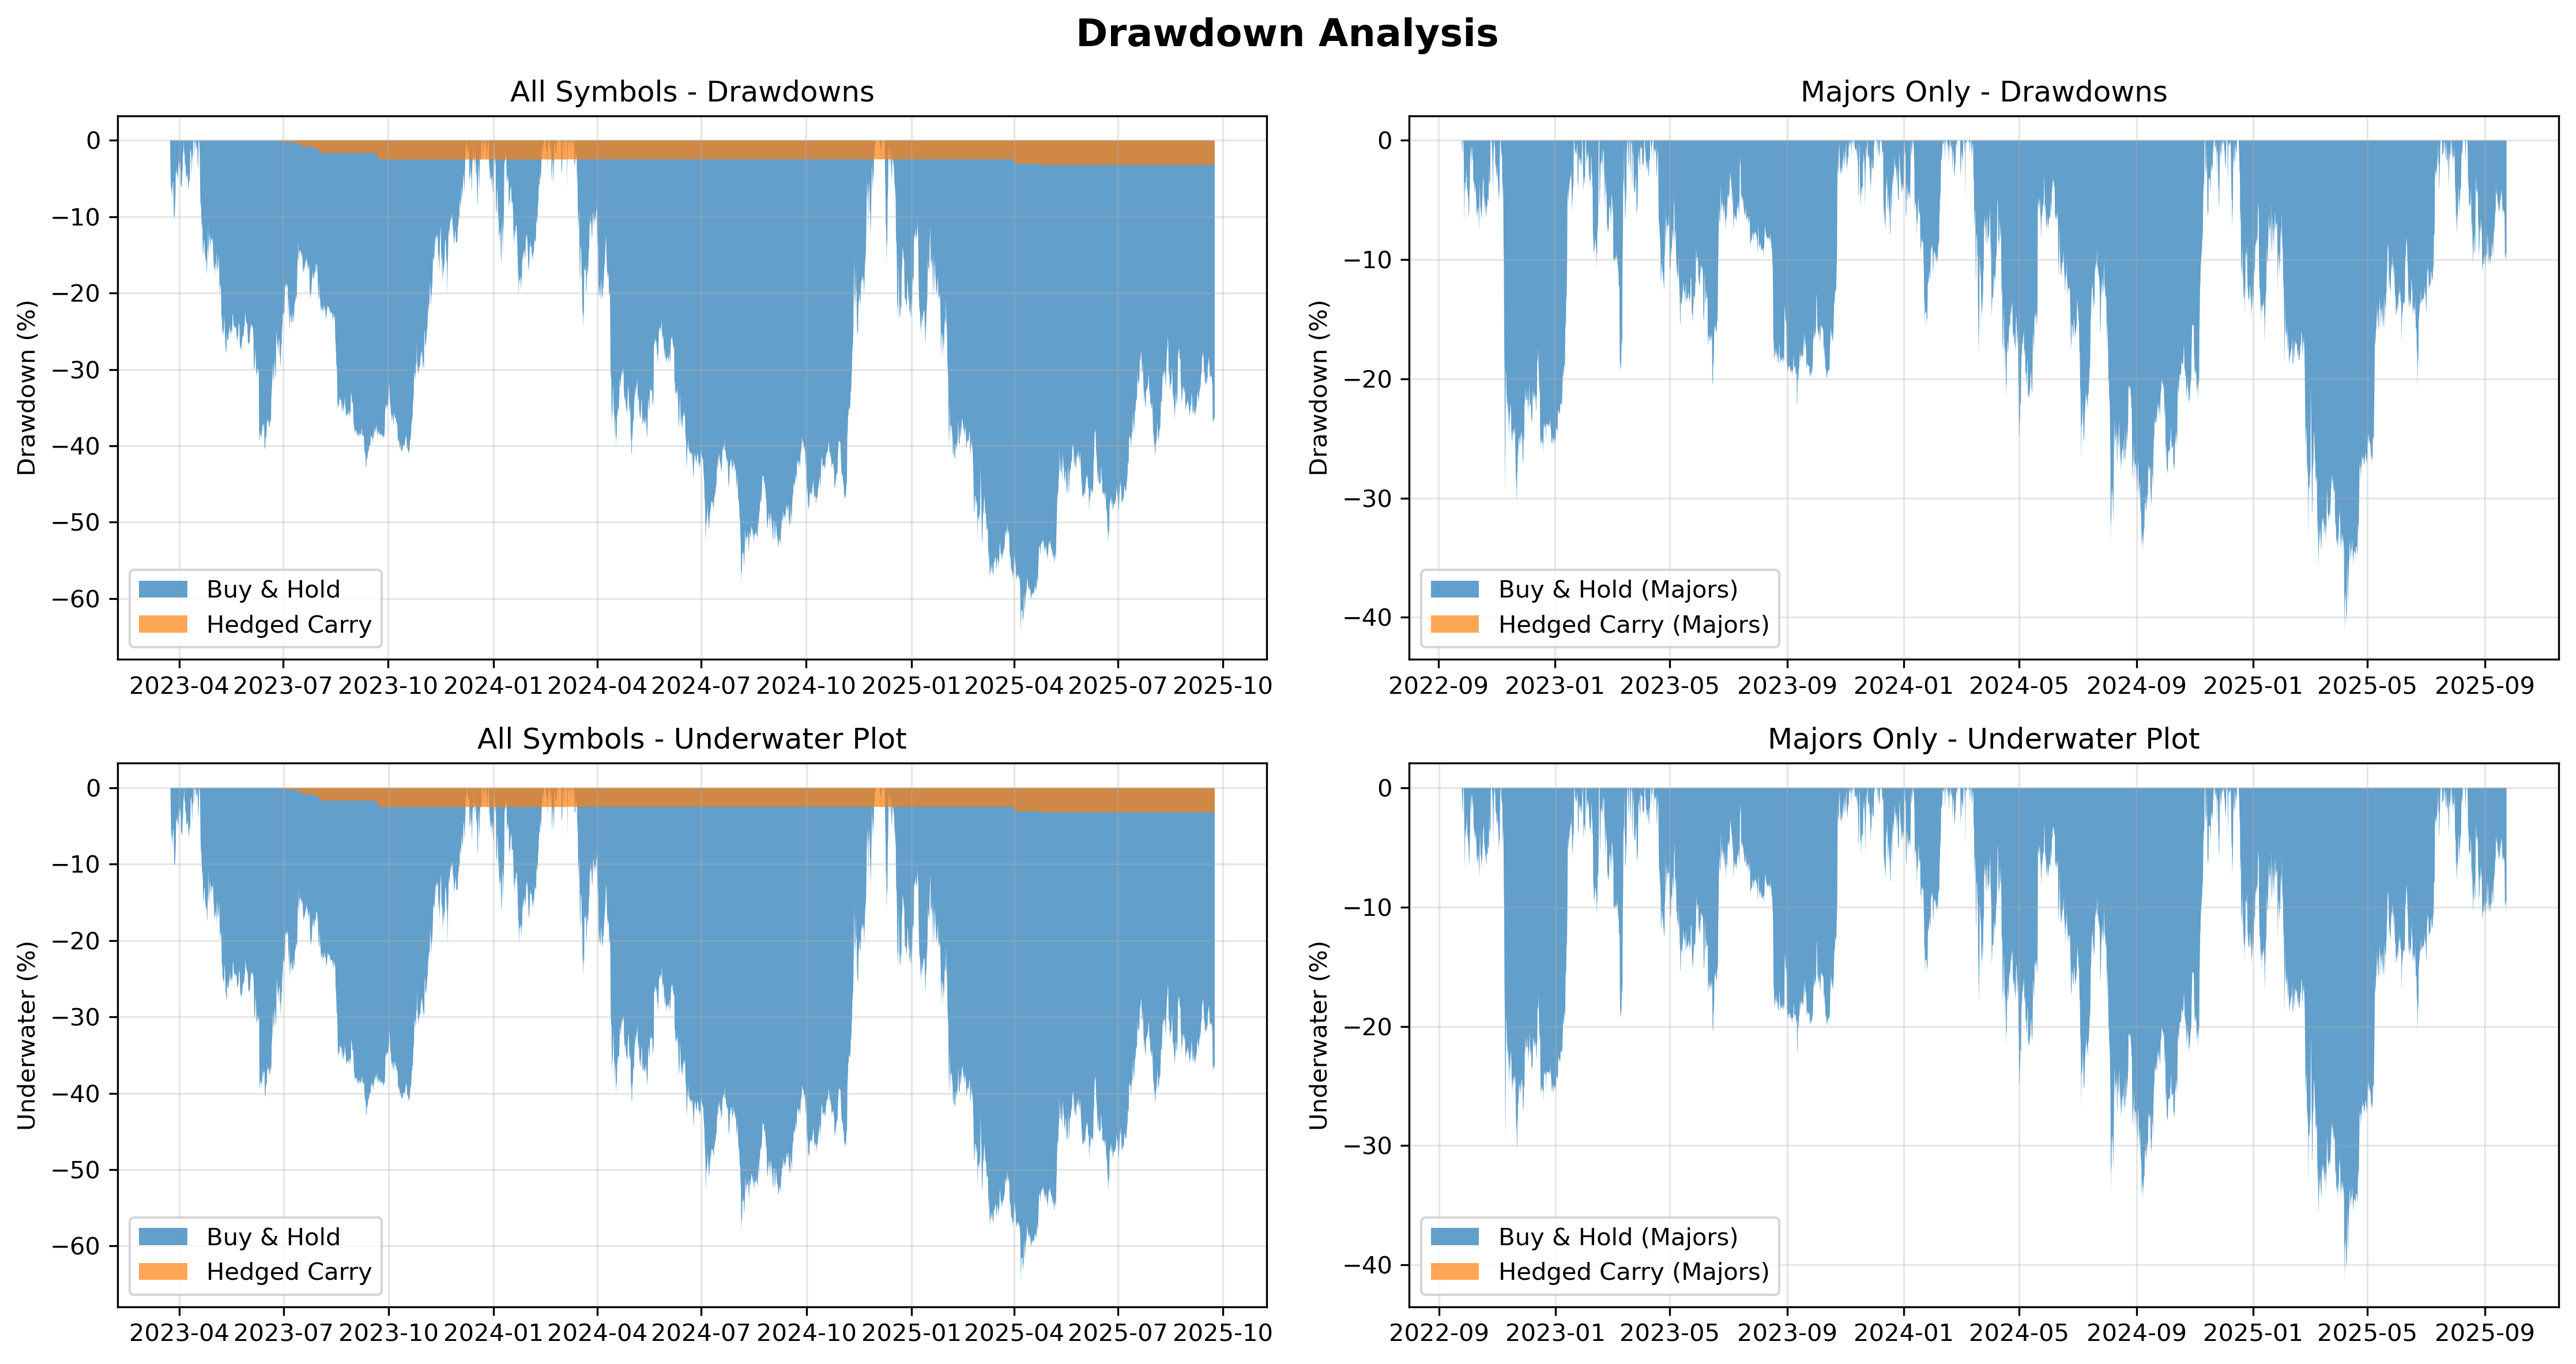 Drawdown Analysis
All Symbols - Drawdowns
Drawdown (%)
0
−10
−20
−30
−40
−50
−60
Buy & Hold
Hedged Carry
2023-04 2023-07 2023-10 2024-01 2024-04 2024-07 2024-10 2025-01 2025-04 2025-07 2025-10
Majors Only - Drawdowns
Drawdown (%)
0
−10
−20
−30
−40
Buy & Hold (Majors)
Hedged Carry (Majors)
2022-09 2023-01 2023-05 2023-09 2024-01 2024-05 2024-09 2025-01 2025-05 2025-09
All Symbols - Underwater Plot
Underwater (%)
0
−10
−20
−30
−40
−50
−60
Buy & Hold
Hedged Carry
2023-04 2023-07 2023-10 2024-01 2024-04 2024-07 2024-10 2025-01 2025-04 2025-07 2025-10
Majors Only - Underwater Plot
Underwater (%)
0
−10
−20
−30
−40
Buy & Hold (Majors)
Hedged Carry (Majors)
2022-09 2023-01 2023-05 2023-09 2024-01 2024-05 2024-09 2025-01 2025-05 2025-09